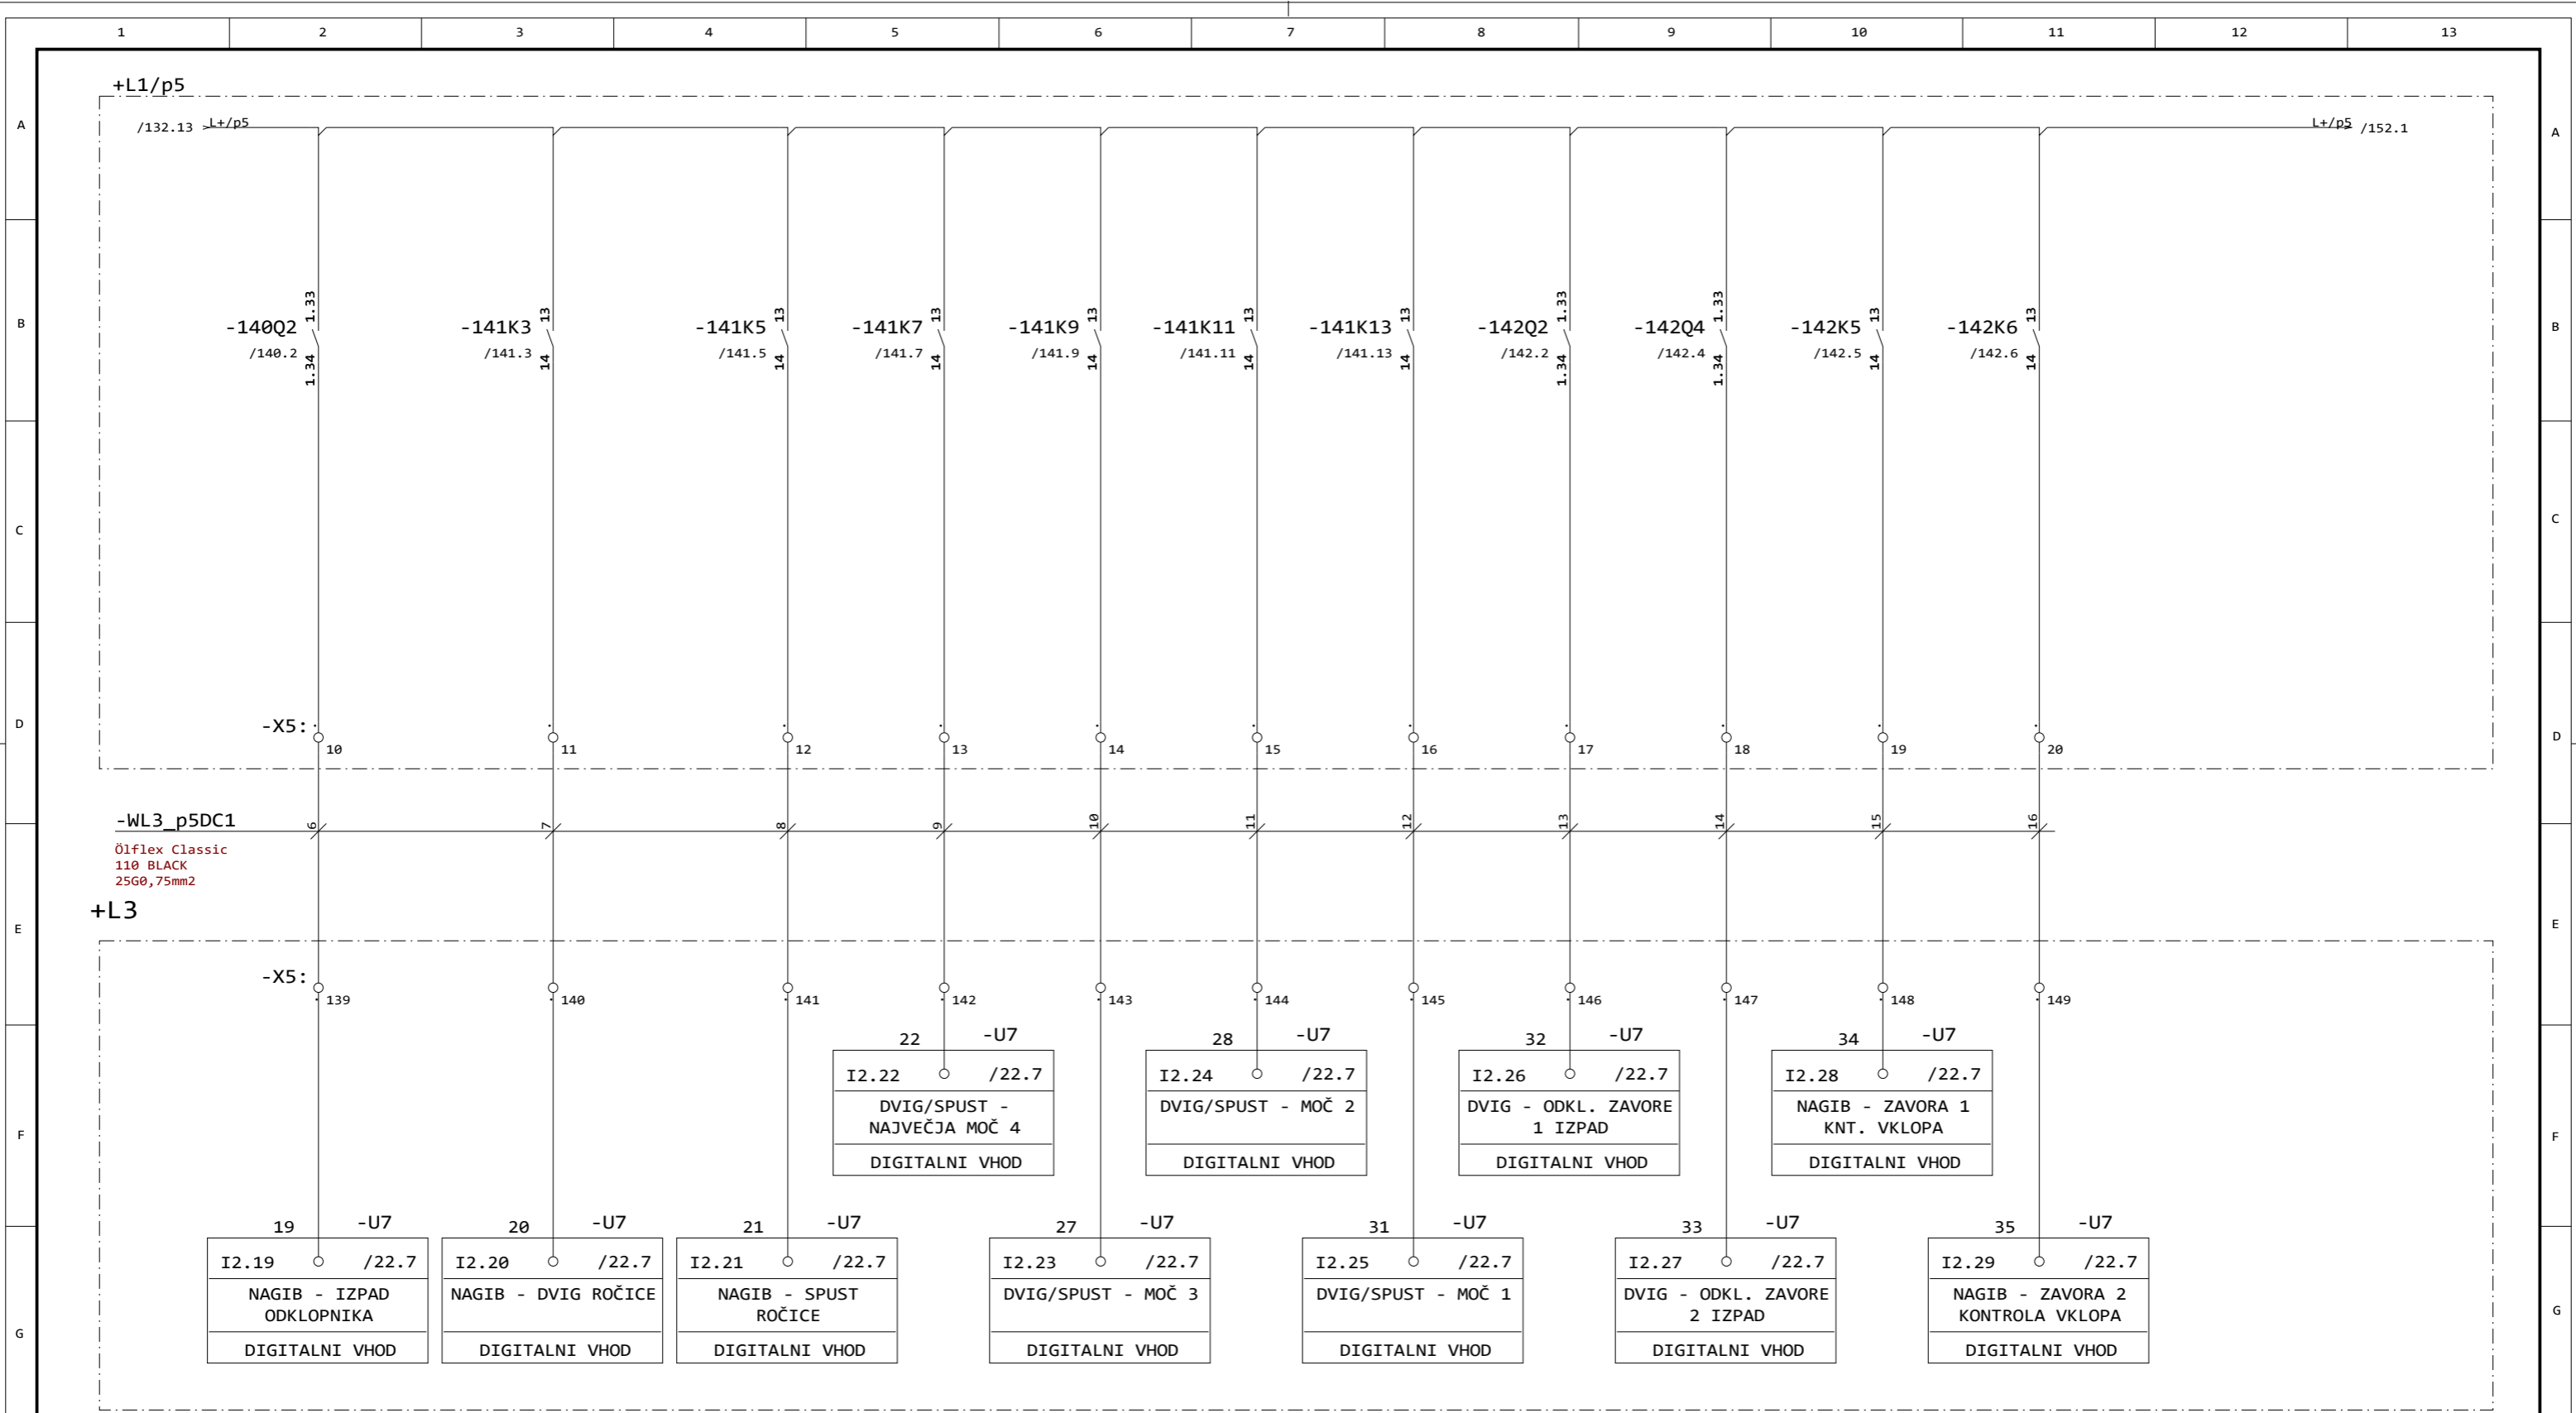 1 2 3 4 5 6 7 8 9 10 11 12 13
+L1/p5
A /132.13 L+/p5 L+/p5 /152.1 A
1.33 13 13 13 13 13 13 1.33 1.33 13 13
B -140Q2 -141K3 -141K5 -141K7 -141K9 -141K11 -141K13 -142Q2 -142Q4 -142K5 -142K6 B
/140.2 /141.3 /141.5 /141.7 /141.9 /141.11 /141.13 /142.2 /142.4 /142.5 /142.6
1.34 14 14 14 14 14 14 1.34 1.34 14 14
C C
D -X5: D
10 11 12 13 14 15 16 17 18 19 20
-WL3_p5DC1 6 7 8 9 10 11 12 13 14 15 16
Ölflex Classic
110 BLACK
25G0,75mm2
+L3
E E
-X5:
139 140 141 142 143 144 145 146 147 148 149
22 -U7 28 -U7 32 -U7 34 -U7
I2.22 /22.7 I2.24 /22.7 I2.26 /22.7 I2.28 /22.7
DVIG/SPUST - DVIG/SPUST - MOČ 2 DVIG - ODKL. ZAVORE NAGIB - ZAVORA 1
F NAJVEČJA MOČ 4 1 IZPAD KNT. VKLOPA F
DIGITALNI VHOD DIGITALNI VHOD DIGITALNI VHOD DIGITALNI VHOD
19 -U7 20 -U7 21 -U7 27 -U7 31 -U7 33 -U7 35 -U7
I2.19 /22.7 I2.20 /22.7 I2.21 /22.7 I2.23 /22.7 I2.25 /22.7 I2.27 /22.7 I2.29 /22.7
NAGIB - IZPAD NAGIB - DVIG ROČICE NAGIB - SPUST DVIG/SPUST - MOČ 3 DVIG/SPUST - MOČ 1 DVIG - ODKL. ZAVORE NAGIB - ZAVORA 2
G ODKLOPNIKA ROČICE 2 IZPAD KONTROLA VKLOPA G
DIGITALNI VHOD DIGITALNI VHOD DIGITALNI VHOD DIGITALNI VHOD DIGITALNI VHOD DIGITALNI VHOD DIGITALNI VHOD